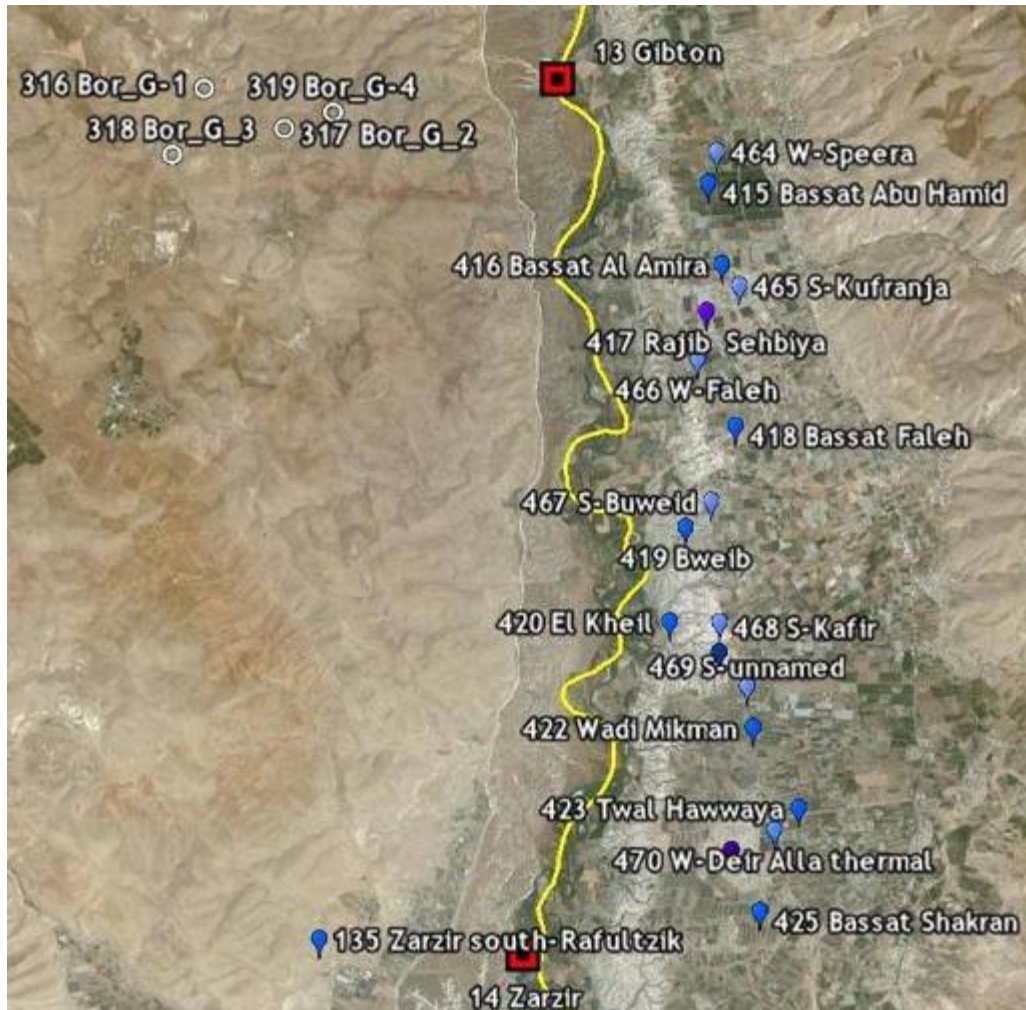 13 Gibton
316 Bor_G-1
319 Bor_G-4
318 Bor_G_3
317 Bor_G_2
464 W-Speera
415 Bassat Abu Hamid
416 Bassat Al Amira
465 S-Kufranja
417 Rajib Sehbiya
466 W-Faleh
418 Bassat Faleh
467 S-Buweid
419 Bweib
420 El Kheil
468 S-Kafir
469 S-unnamed
422 Wadi Mikman
423 Twal Hawwaya
470 W-Deir Alla thermal
425 Bassat Shakran
135 Zarzir south-Rafultzik
14 Zarzir